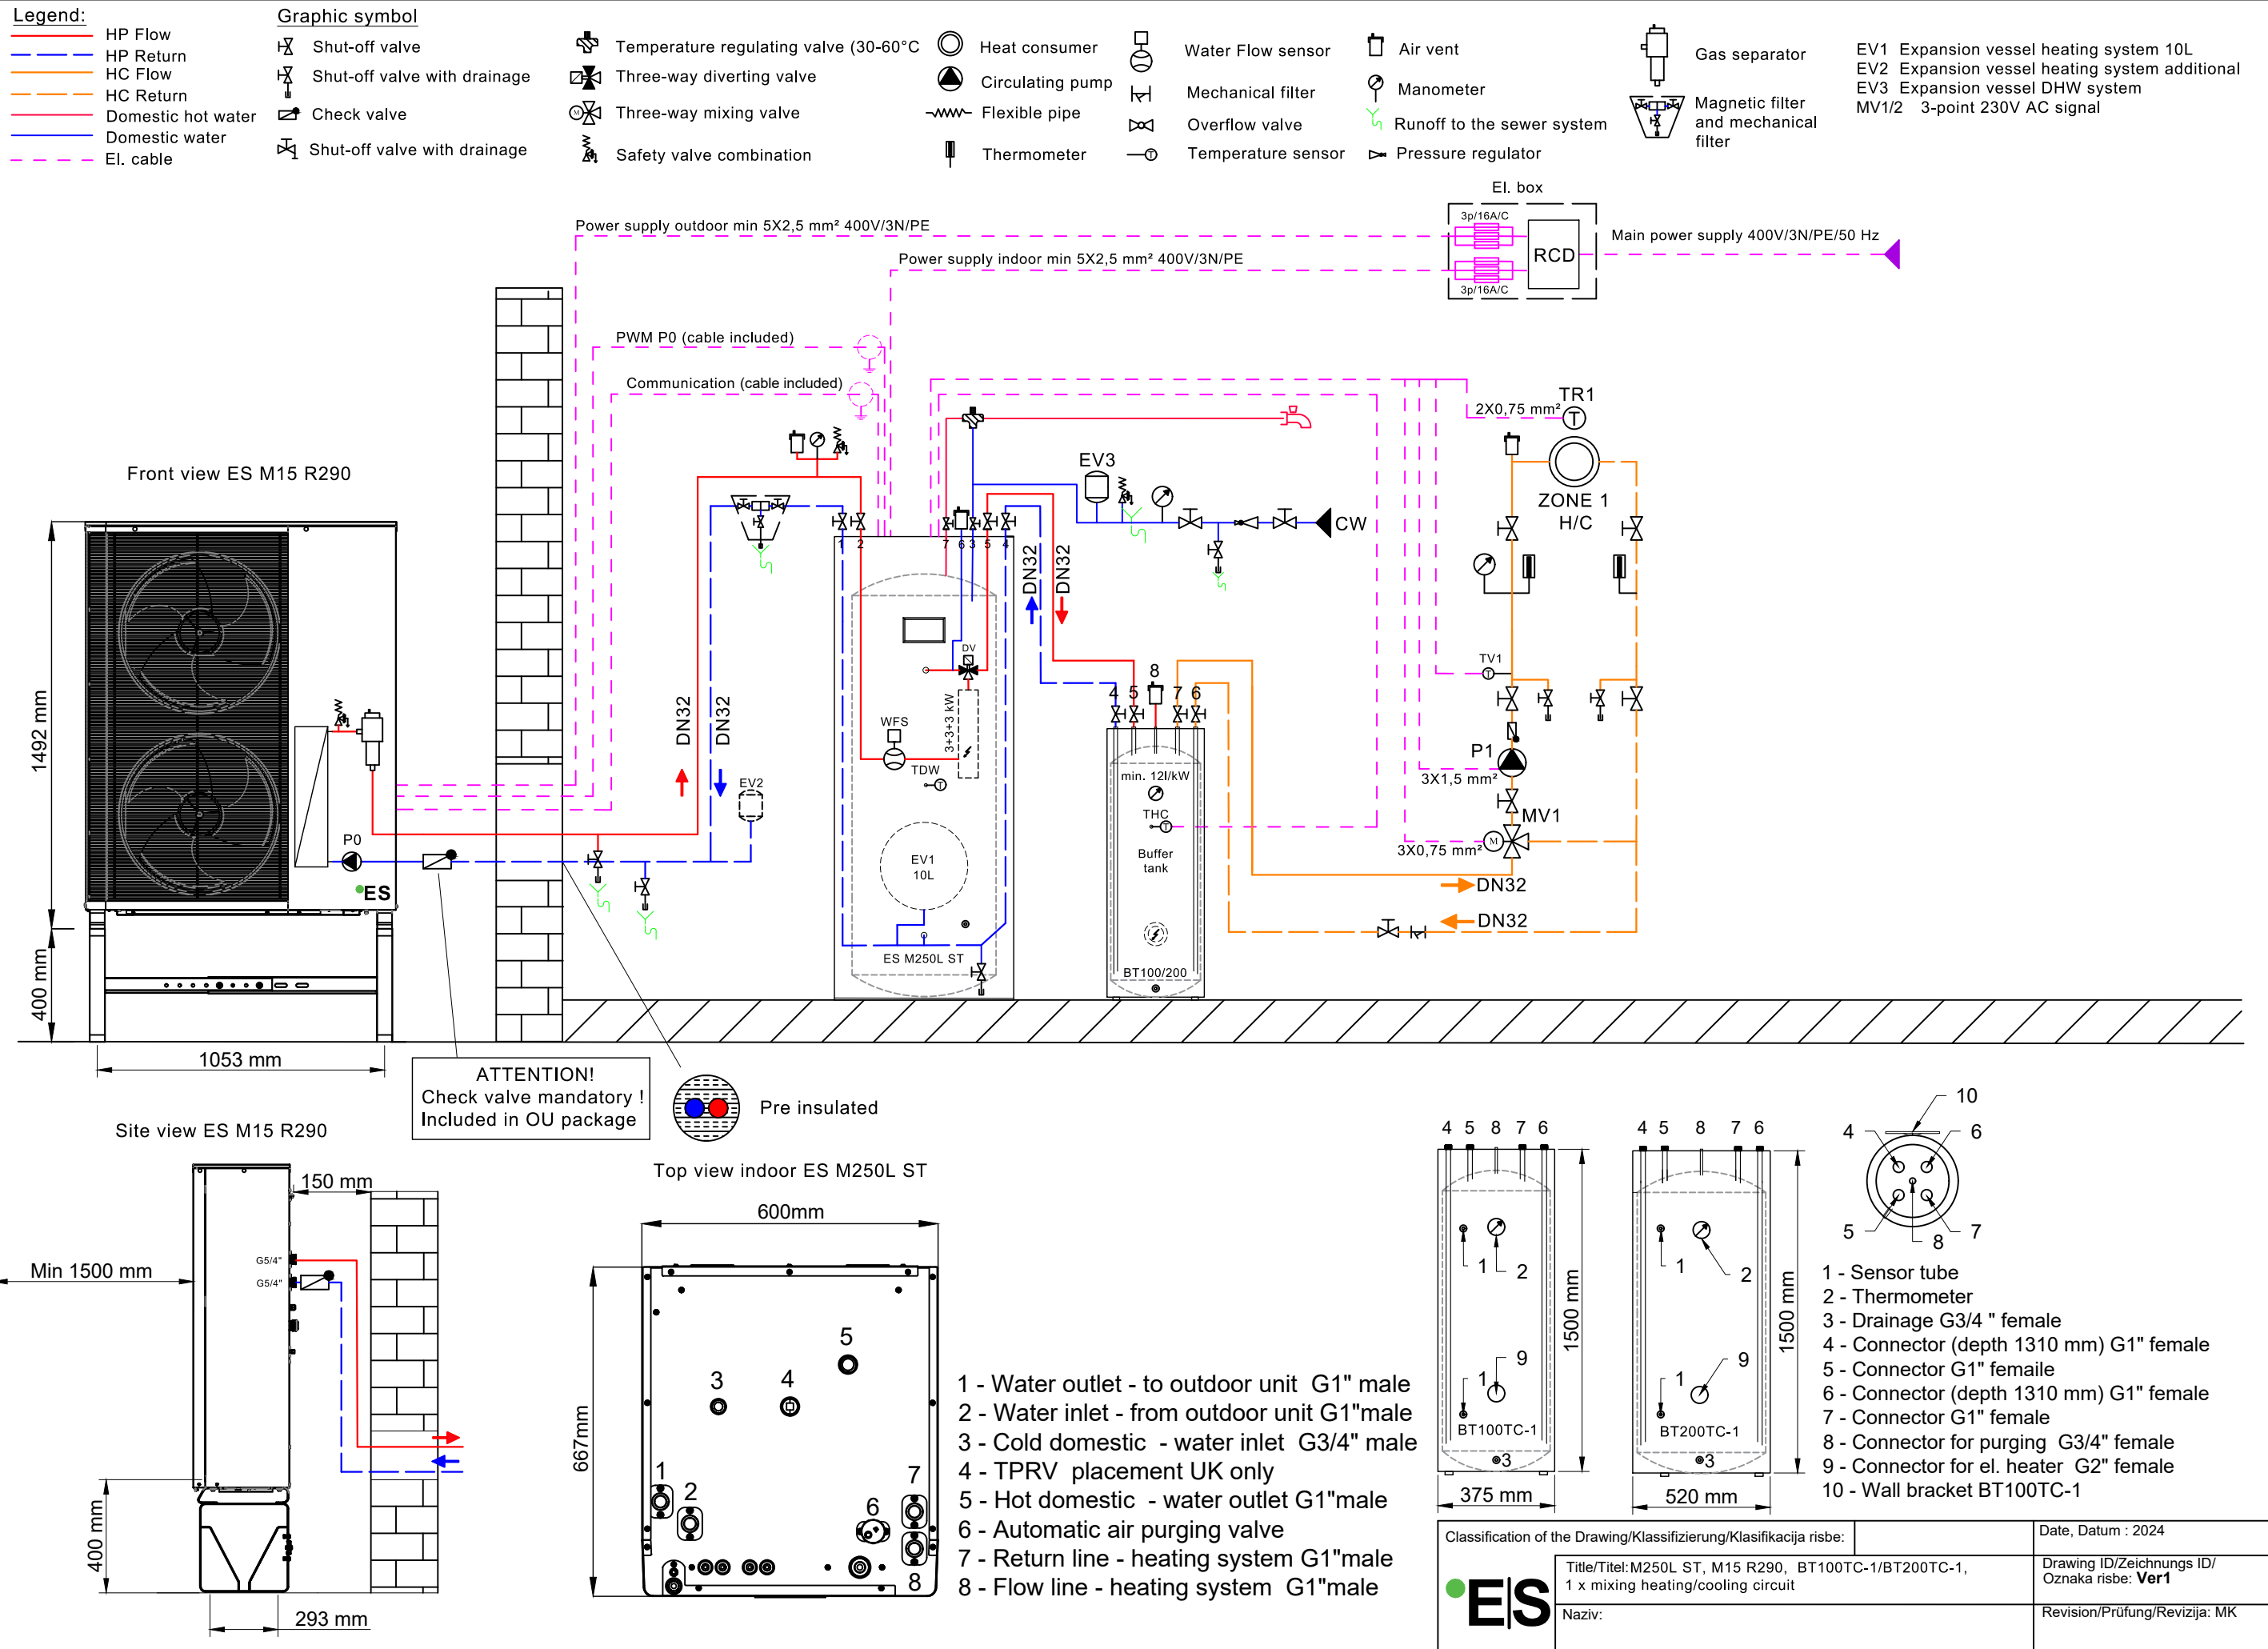 Legend:
HP Flow
HP Return
HC Flow
HC Return
Domestic hot water
Domestic water
El. cable
Graphic symbol
Shut-off valve
Shut-off valve with drainage
Check valve
Shut-off valve with drainage
Temperature regulating valve (30-60°C
Three-way diverting valve
M
Three-way mixing valve
Safety valve combination
Heat consumer
Circulating pump
Flexible pipe
Thermometer
Water Flow sensor
Mechanical filter
Overflow valve
T
Temperature sensor
Air vent
Manometer
Runoff to the sewer system
Pressure regulator
Gas separator
Magnetic filter
and mechanical
filter
EV1 Expansion vessel heating system 10L
EV2 Expansion vessel heating system additional
EV3 Expansion vessel DHW system
MV1/2 3-point 230V AC signal
El. box
3p/16A/C
RCD
3p/16A/C
Main power supply 400V/3N/PE/50 Hz
Power supply outdoor min 5X2,5 mm² 400V/3N/PE
Power supply indoor min 5X2,5 mm² 400V/3N/PE
PWM P0 (cable included)
Communication (cable included)
Front view ES M15 R290
1492 mm
400 mm
1053 mm
P0
ES
DN32
DN32
EV2
1 2 7 6 3 5 4
DV
WFS
3+3+3 kW
TDW
T
EV1
10L
ES M250L ST
EV3
CW
DN32
DN32
4 5 8 7 6
min. 12l/kW
THC
T
Buffer
tank
BT100/200
TR1
2X0,75 mm²
T
ZONE 1
H/C
TV1
T
P1
3X1,5 mm²
MV1
M
3X0,75 mm²
DN32
DN32
ATTENTION!
Check valve mandatory !
Included in OU package
Pre insulated
Site view ES M15 R290
150 mm
Min 1500 mm
G5/4"
G5/4"
400 mm
293 mm
Top view indoor ES M250L ST
600mm
667mm
5
3
4
1
2
7
6
8
1 - Water outlet - to outdoor unit G1" male
2 - Water inlet - from outdoor unit G1"male
3 - Cold domestic - water inlet G3/4" male
4 - TPRV placement UK only
5 - Hot domestic - water outlet G1"male
6 - Automatic air purging valve
7 - Return line - heating system G1"male
8 - Flow line - heating system G1"male
4 5 8 7 6
1 2
9
1
BT100TC-1
3
1500 mm
375 mm
4 5 8 7 6
1 2
9
1
BT200TC-1
3
1500 mm
520 mm
10
4
6
5
7
8
1 - Sensor tube
2 - Thermometer
3 - Drainage G3/4 " female
4 - Connector (depth 1310 mm) G1" female
5 - Connector G1" femaile
6 - Connector (depth 1310 mm) G1" female
7 - Connector G1" female
8 - Connector for purging G3/4" female
9 - Connector for el. heater G2" female
10 - Wall bracket BT100TC-1
Classification of the Drawing/Klassifizierung/Klasifikacija risbe:
Date, Datum : 2024
E|S
Title/Titel:M250L ST, M15 R290, BT100TC-1/BT200TC-1,
1 x mixing heating/cooling circuit
Drawing ID/Zeichnungs ID/
Oznaka risbe: Ver1
Naziv:
Revision/Prüfung/Revizija: MK